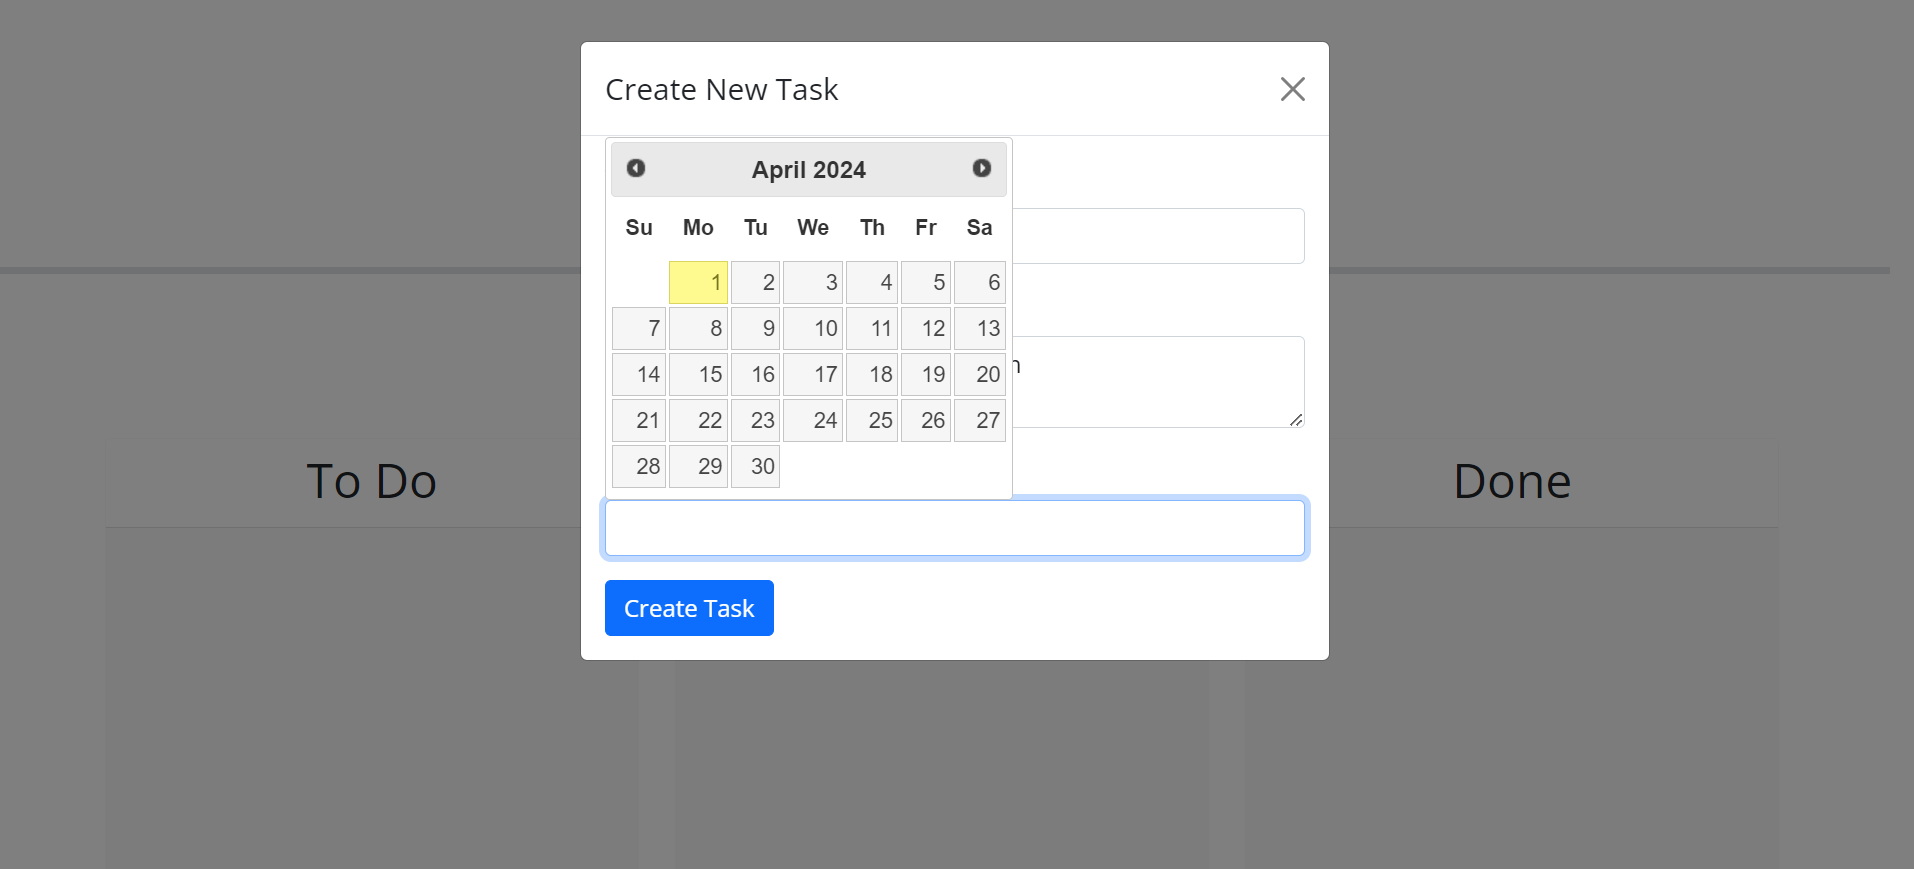 Create New Task
April 2024
Su Mo Tu We Th Fr Sa
1 2 3 4 5 6
7 8 9 10 11 12 13
14 15 16 17 18 19 20
21 22 23 24 25 26 27
28 29 30
To Do
Done
Create Task